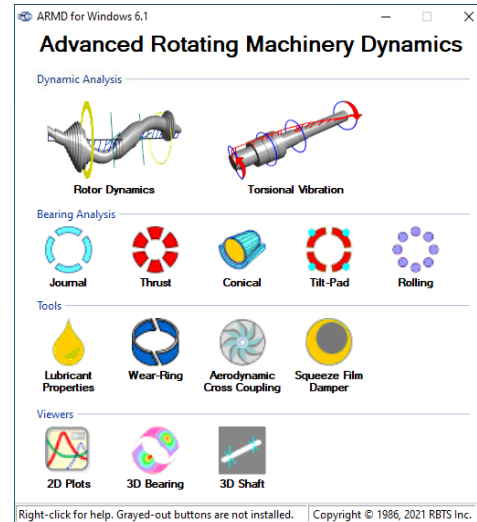 ARMD for Windows 6.1
Advanced Rotating Machinery Dynamics
Dynamic Analysis
Rotor Dynamics
Torsional Vibration
Bearing Analysis
Journal
Thrust
Conical
Tilt-Pad
Rolling
Tools
Lubricant
Properties
Wear-Ring
Aerodynamic
Cross Coupling
Squeeze Film
Damper
Viewers
2D Plots
3D Bearing
3D Shaft
Right-click for help. Grayed-out buttons are not installed.
Copyright © 1986, 2021 RBTS Inc.